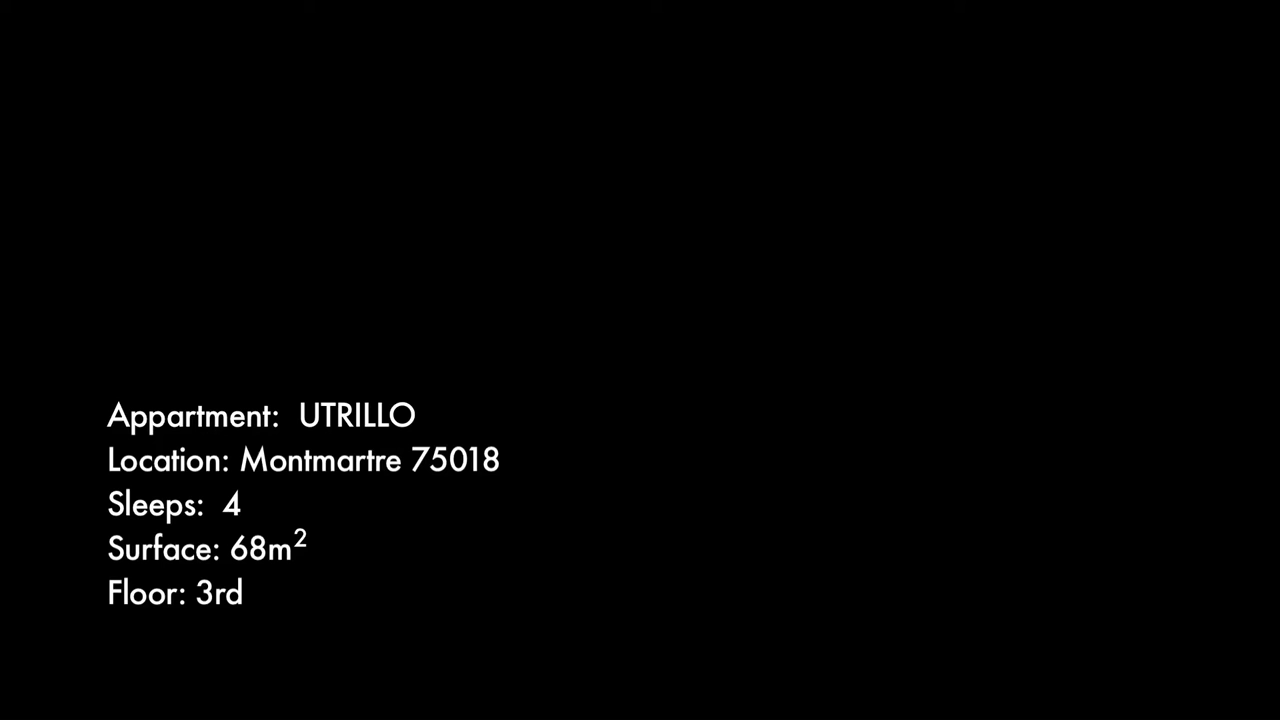 Appartment:  UTRILLO
Location: Montmartre 75018
Sleeps:  4
Surface: 68m²
Floor: 3rd